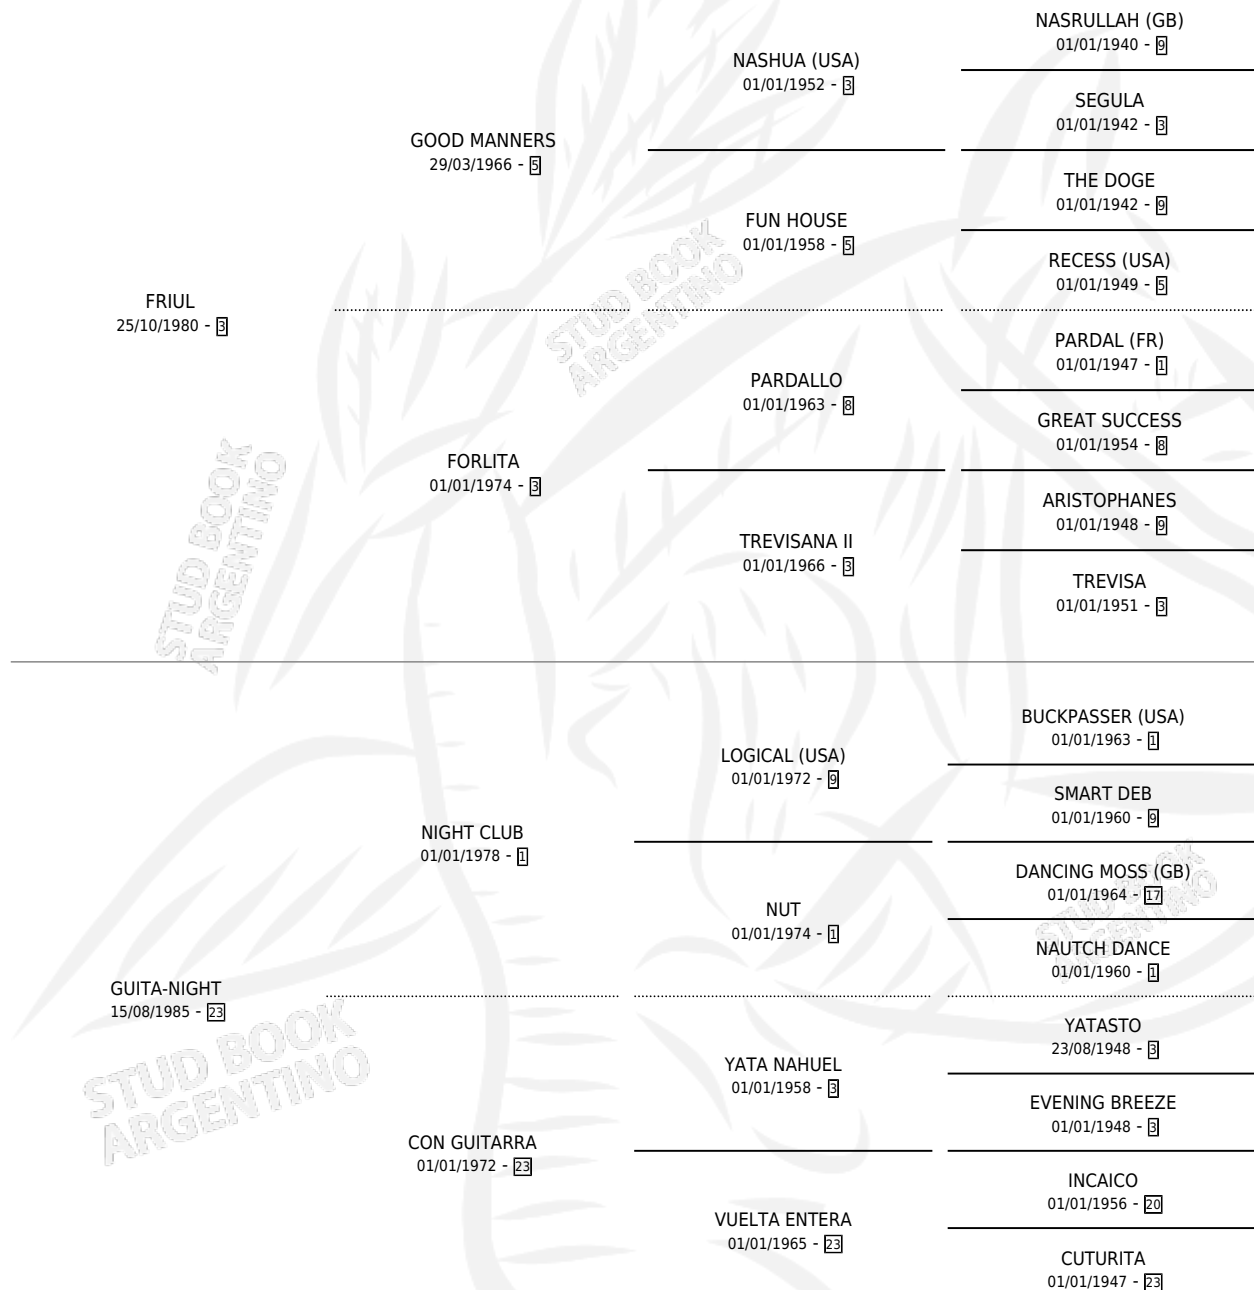 NASRULLAH (GB)
01/01/1940 - 9
NASHUA (USA)
01/01/1952 - 3
SEGULA
01/01/1942 - 3
GOOD MANNERS
29/03/1966 - 5
THE DOGE
01/01/1942 - 9
FUN HOUSE
01/01/1958 - 5
RECESS (USA)
01/01/1949 - 5
FRIUL
25/10/1980 - 3
PARDAL (FR)
01/01/1947 - 1
PARDALLO
01/01/1963 - 8
GREAT SUCCESS
01/01/1954 - 8
FORLITA
01/01/1974 - 3
ARISTOPHANES
01/01/1948 - 9
TREVISANA II
01/01/1966 - 3
TREVISA
01/01/1951 - 3
STUD BOOK
ARGENTINO
STUD BOOK
ARGENTINO
BUCKPASSER (USA)
01/01/1963 - 1
LOGICAL (USA)
01/01/1972 - 9
SMART DEB
01/01/1960 - 9
NIGHT CLUB
01/01/1978 - 1
DANCING MOSS (GB)
01/01/1964 - 17
NUT
01/01/1974 - 1
NAUTCH DANCE
01/01/1960 - 1
STUD BOOK
ARGENTINO
GUITA-NIGHT
15/08/1985 - 23
YATASTO
23/08/1948 - 3
YATA NAHUEL
01/01/1958 - 3
EVENING BREEZE
01/01/1948 - 3
CON GUITARRA
01/01/1972 - 23
INCAICO
01/01/1956 - 20
VUELTA ENTERA
01/01/1965 - 23
CUTURITA
01/01/1947 - 23
STUD BOOK
ARGENTINO